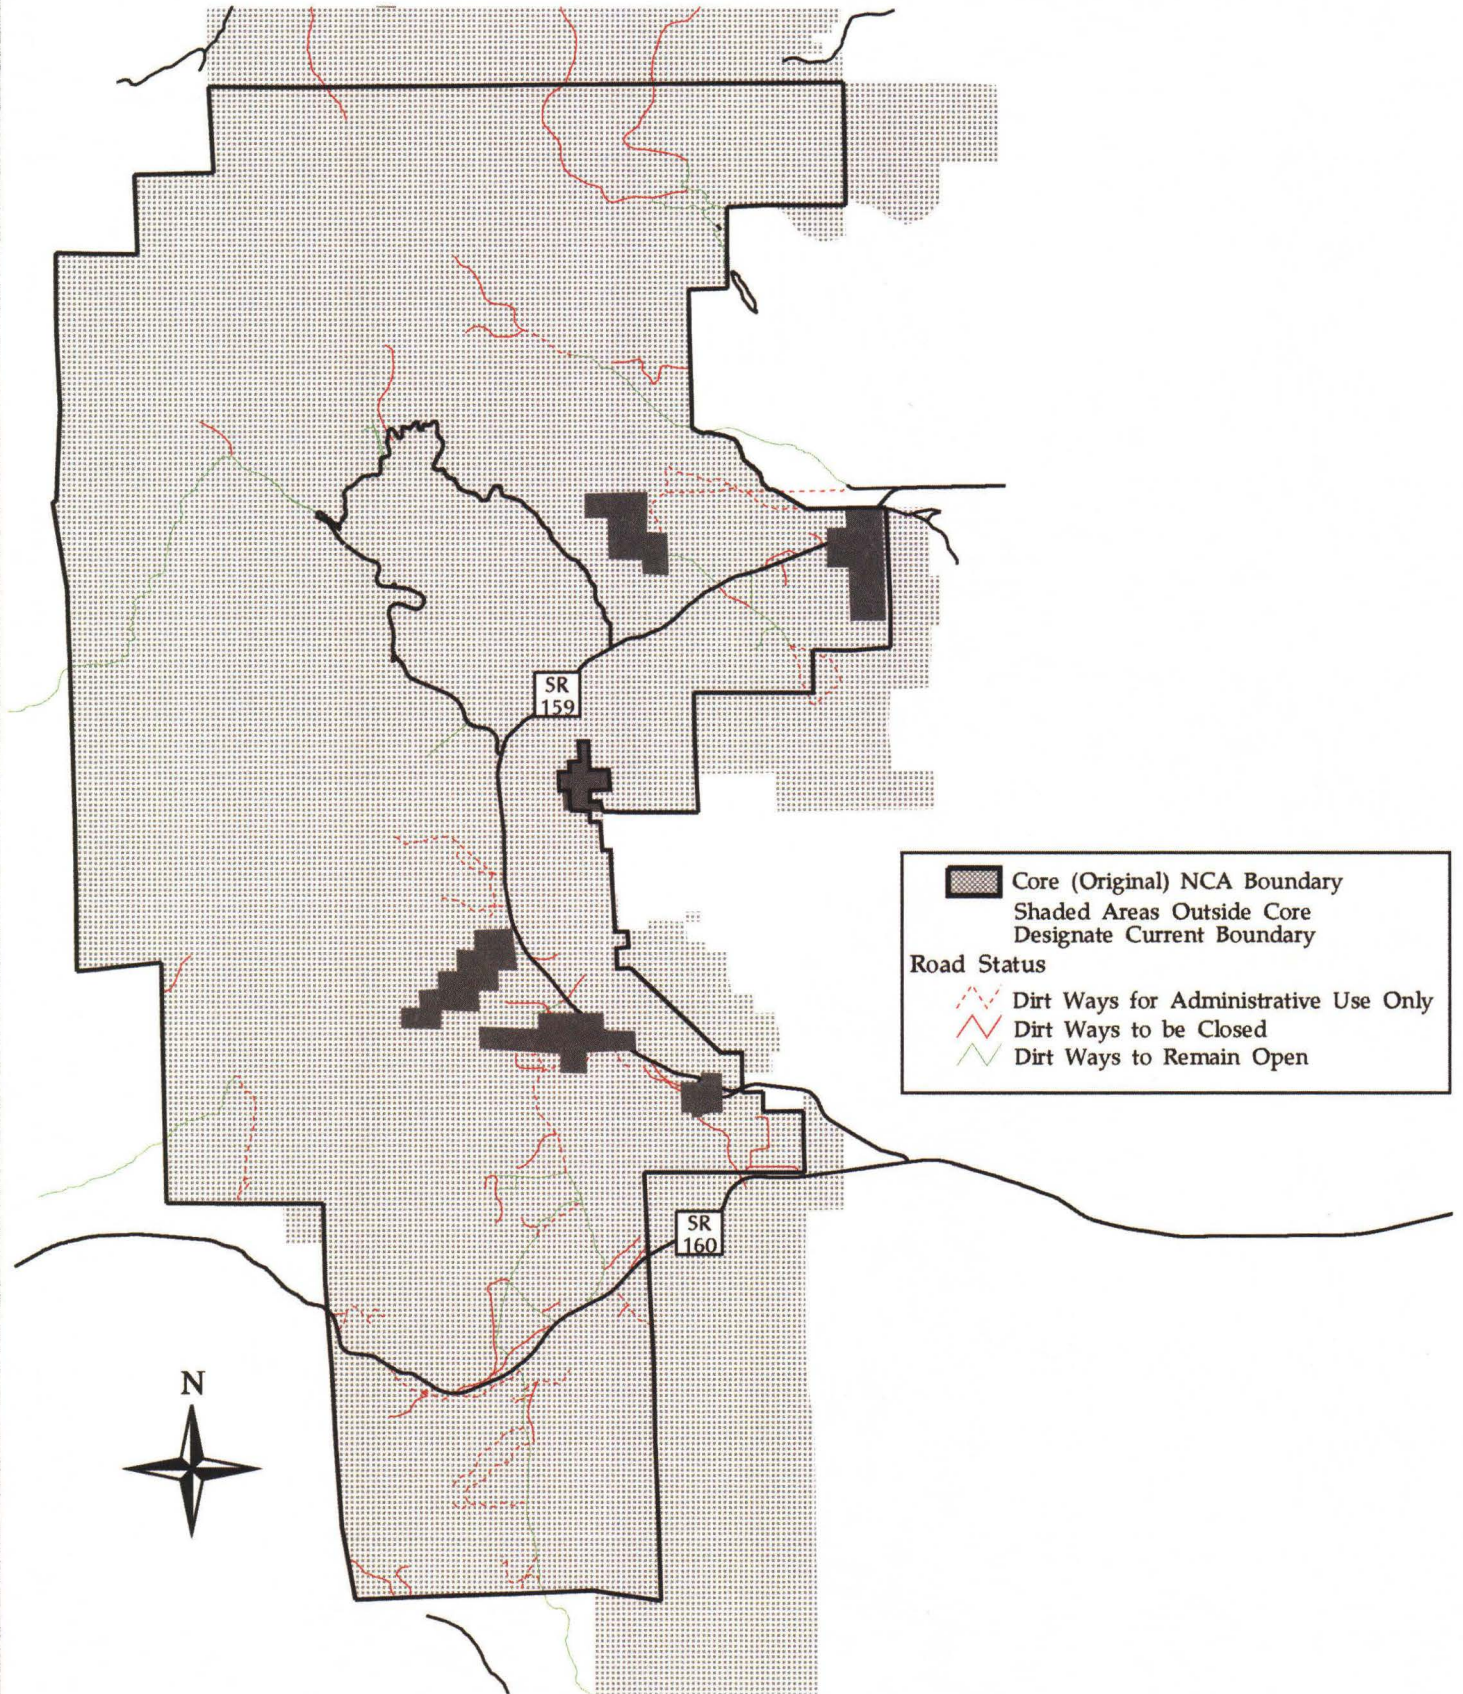 SR
159
Core (Original) NCA Boundary
Shaded Areas Outside Core
Designate Current Boundary
Road Status
Dirt Ways for Administrative Use Only
Dirt Ways to be Closed
Dirt Ways to Remain Open
SR
160
N